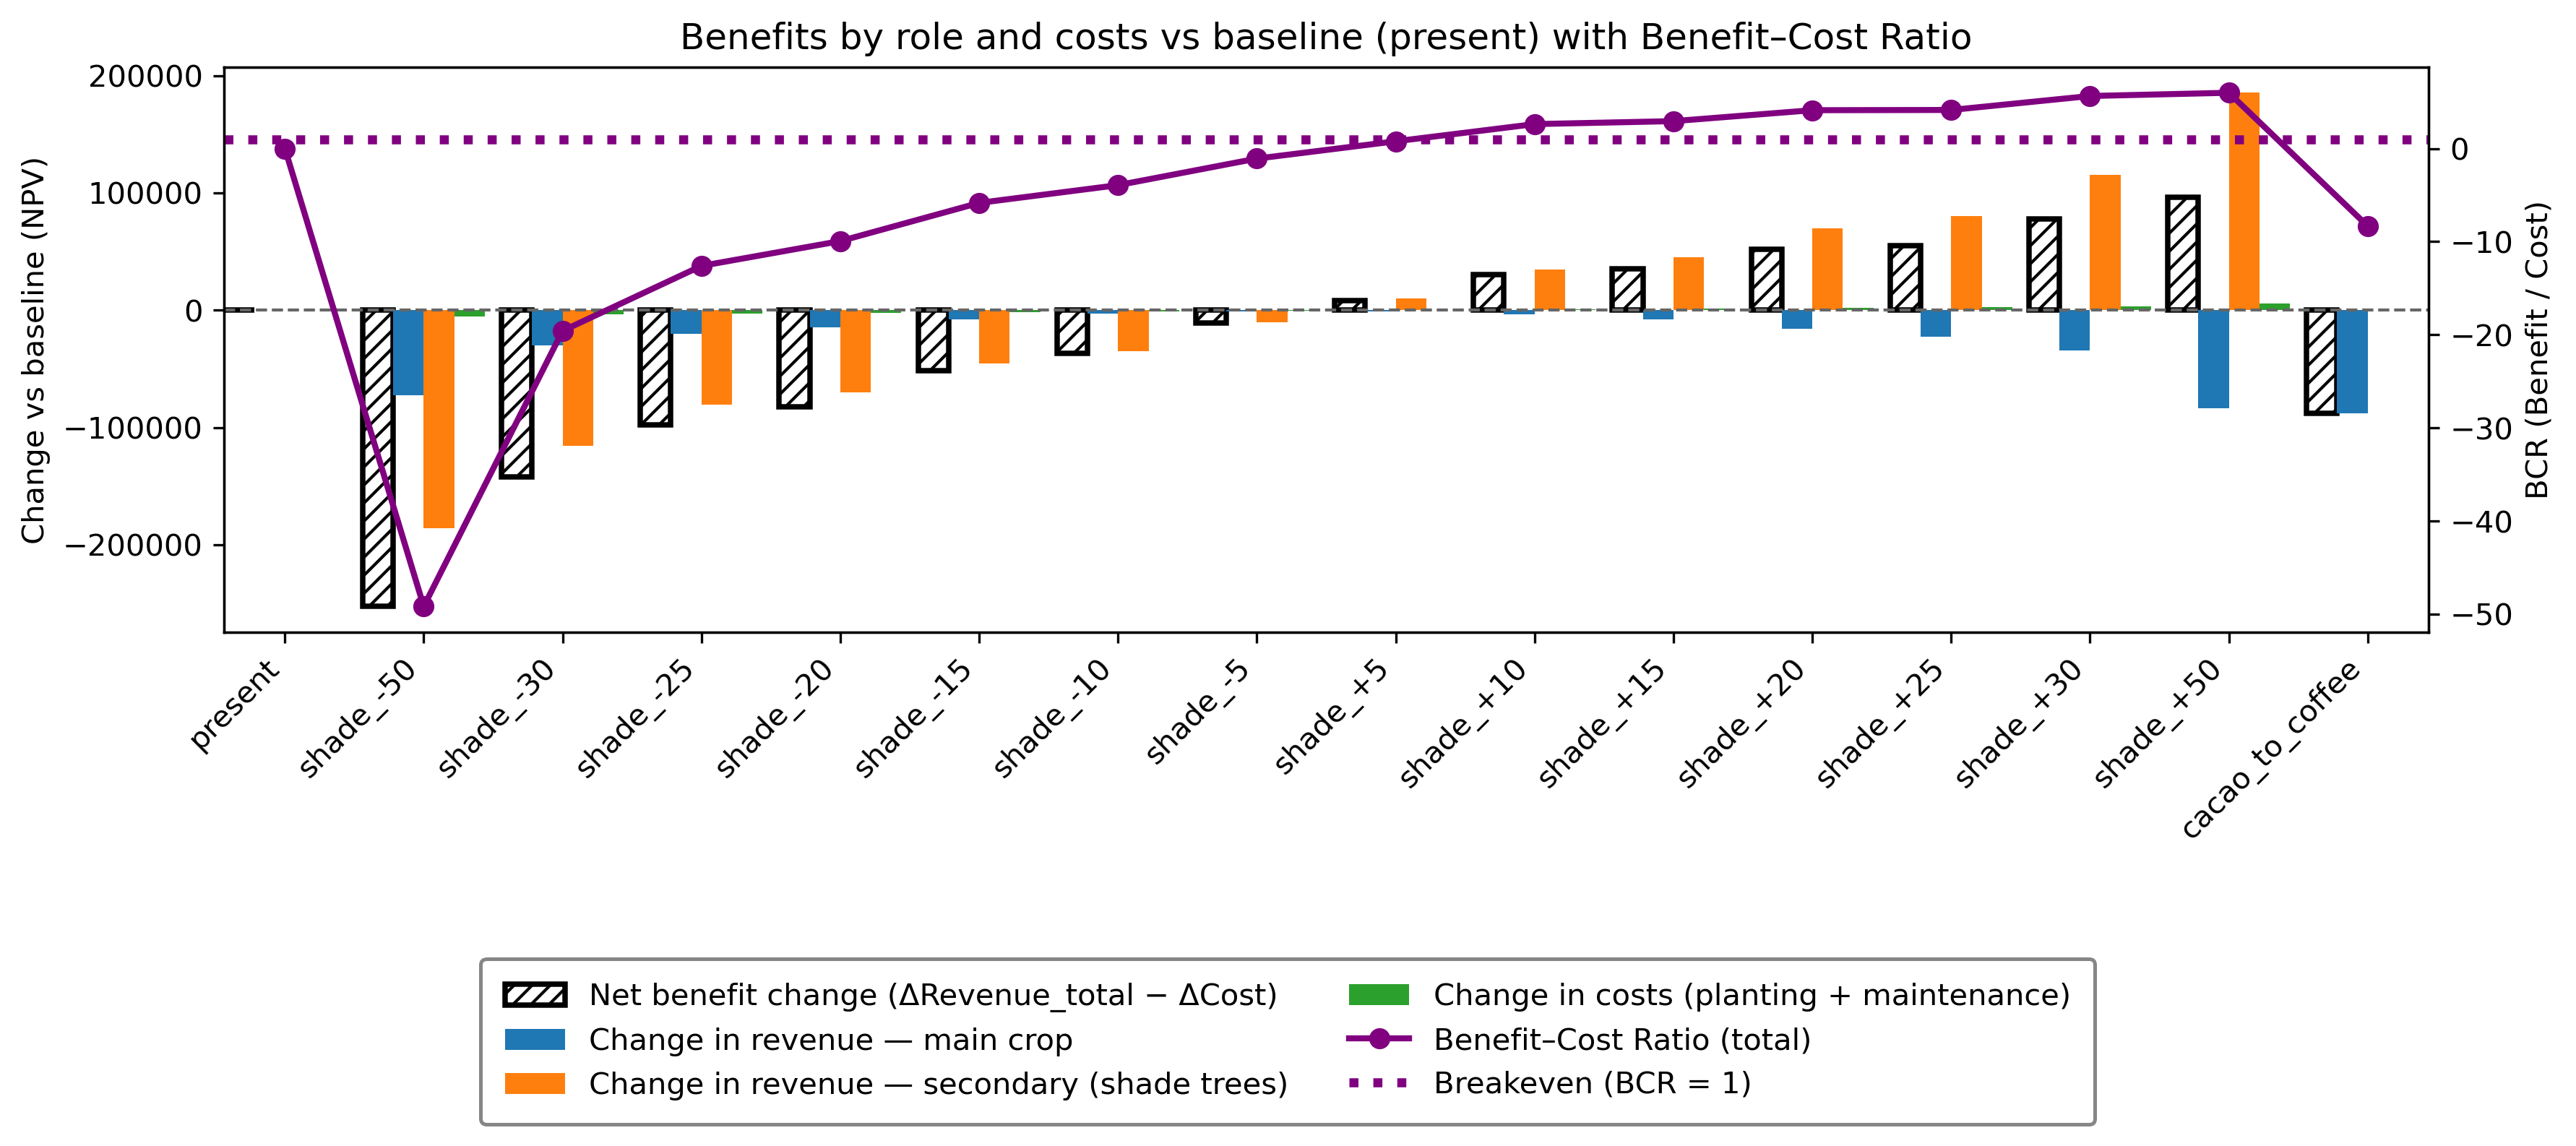 Benefits by role and costs vs baseline (present) with Benefit–Cost Ratio
Change vs baseline (NPV)
200000
100000
0
−100000
−200000
BCR (Benefit / Cost)
0
−10
−20
−30
−40
−50
present
shade_-50
shade_-30
shade_-25
shade_-20
shade_-15
shade_-10
shade_-5
shade_+5
shade_+10
shade_+15
shade_+20
shade_+25
shade_+30
shade_+50
cacao_to_coffee
Net benefit change (ΔRevenue_total − ΔCost)
Change in revenue — main crop
Change in revenue — secondary (shade trees)
Change in costs (planting + maintenance)
Benefit–Cost Ratio (total)
Breakeven (BCR = 1)